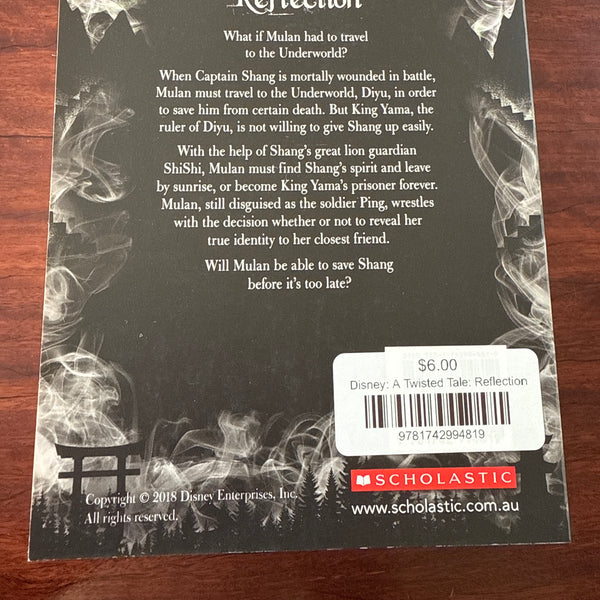 Reflection
What if Mulan had to travel
to the Underworld?
When Captain Shang is mortally wounded in battle,
Mulan must travel to the Underworld, Diyu, in order
to save him from certain death. But King Yama, the
ruler of Diyu, is not willing to give Shang up easily.
With the help of Shang's great lion guardian
ShiShi, Mulan must find Shang's spirit and leave
by sunrise, or become King Yama's prisoner forever.
Mulan, still disguised as the soldier Ping, wrestles
with the decision whether or not to reveal her
true identity to her closest friend.
Will Mulan be able to save Shang
before it's too late?
$6.00
Disney: A Twisted Tale: Reflection
9781742994819
SCHOLASTIC
www.scholastic.com.au
Copyright © 2018 Disney Enterprises, Inc.
All rights reserved.